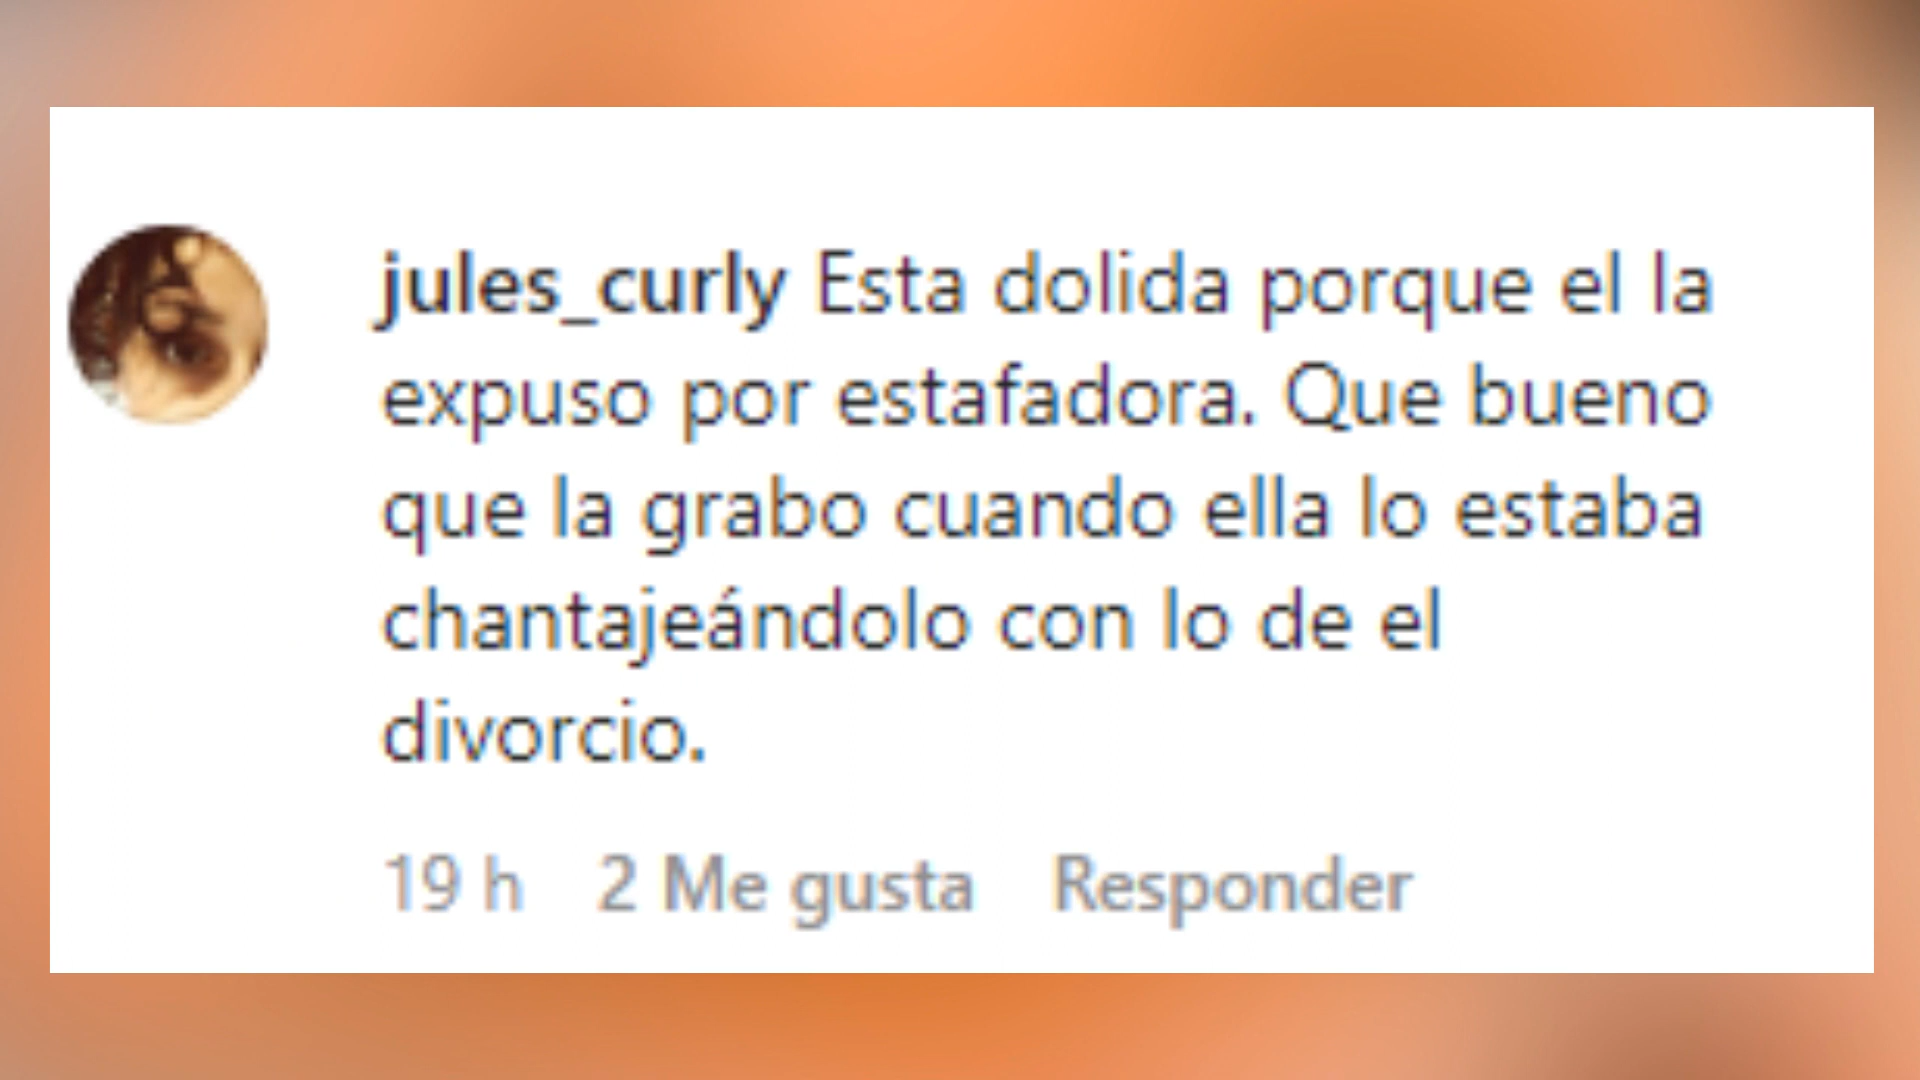 jules_curly Esta dolida porque el la
expuso por estafadora. Que bueno
que la grabo cuando ella lo estaba
chantajeándolo con lo de el
divorcio.
19 h 2 Me gusta Responder